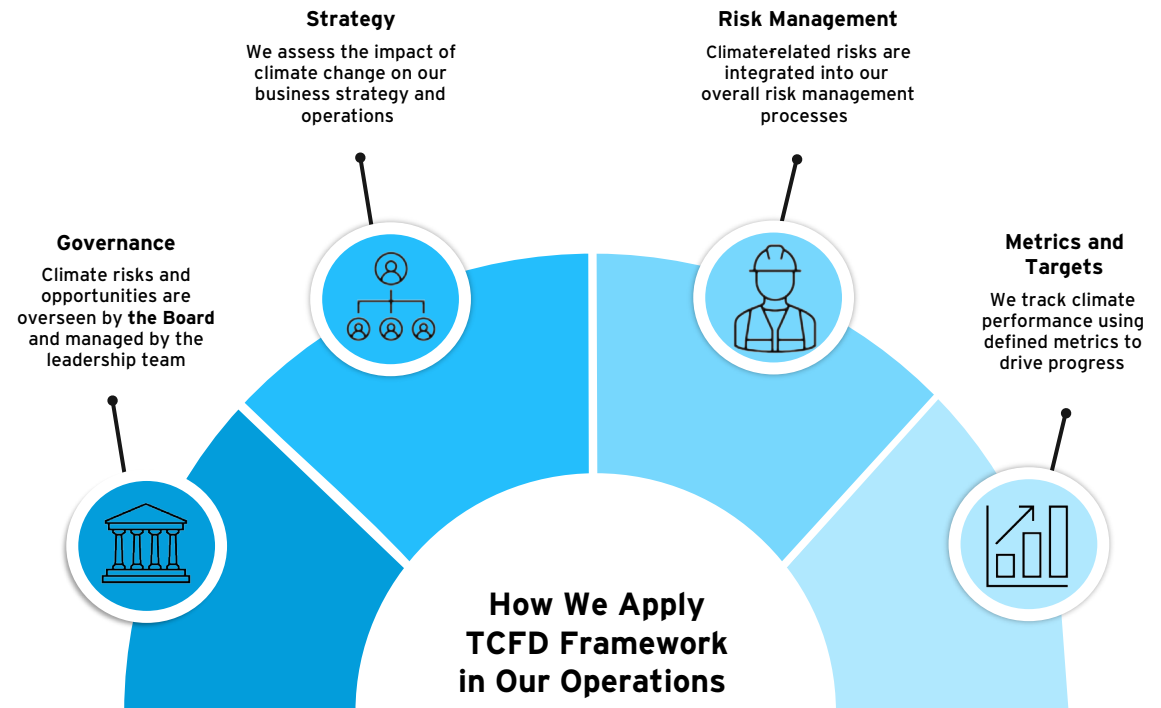 Strategy
We assess the impact of
climate change on our
business strategy and
operations
Risk Management
Climate-related risks are
integrated into our
overall risk management
processes
Governance
Climate risks and
opportunities are
overseen by the Board
and managed by the
leadership team
Metrics and
Targets
We track climate
performance using
defined metrics to
drive progress
How We Apply
TCFD Framework
in Our Operations